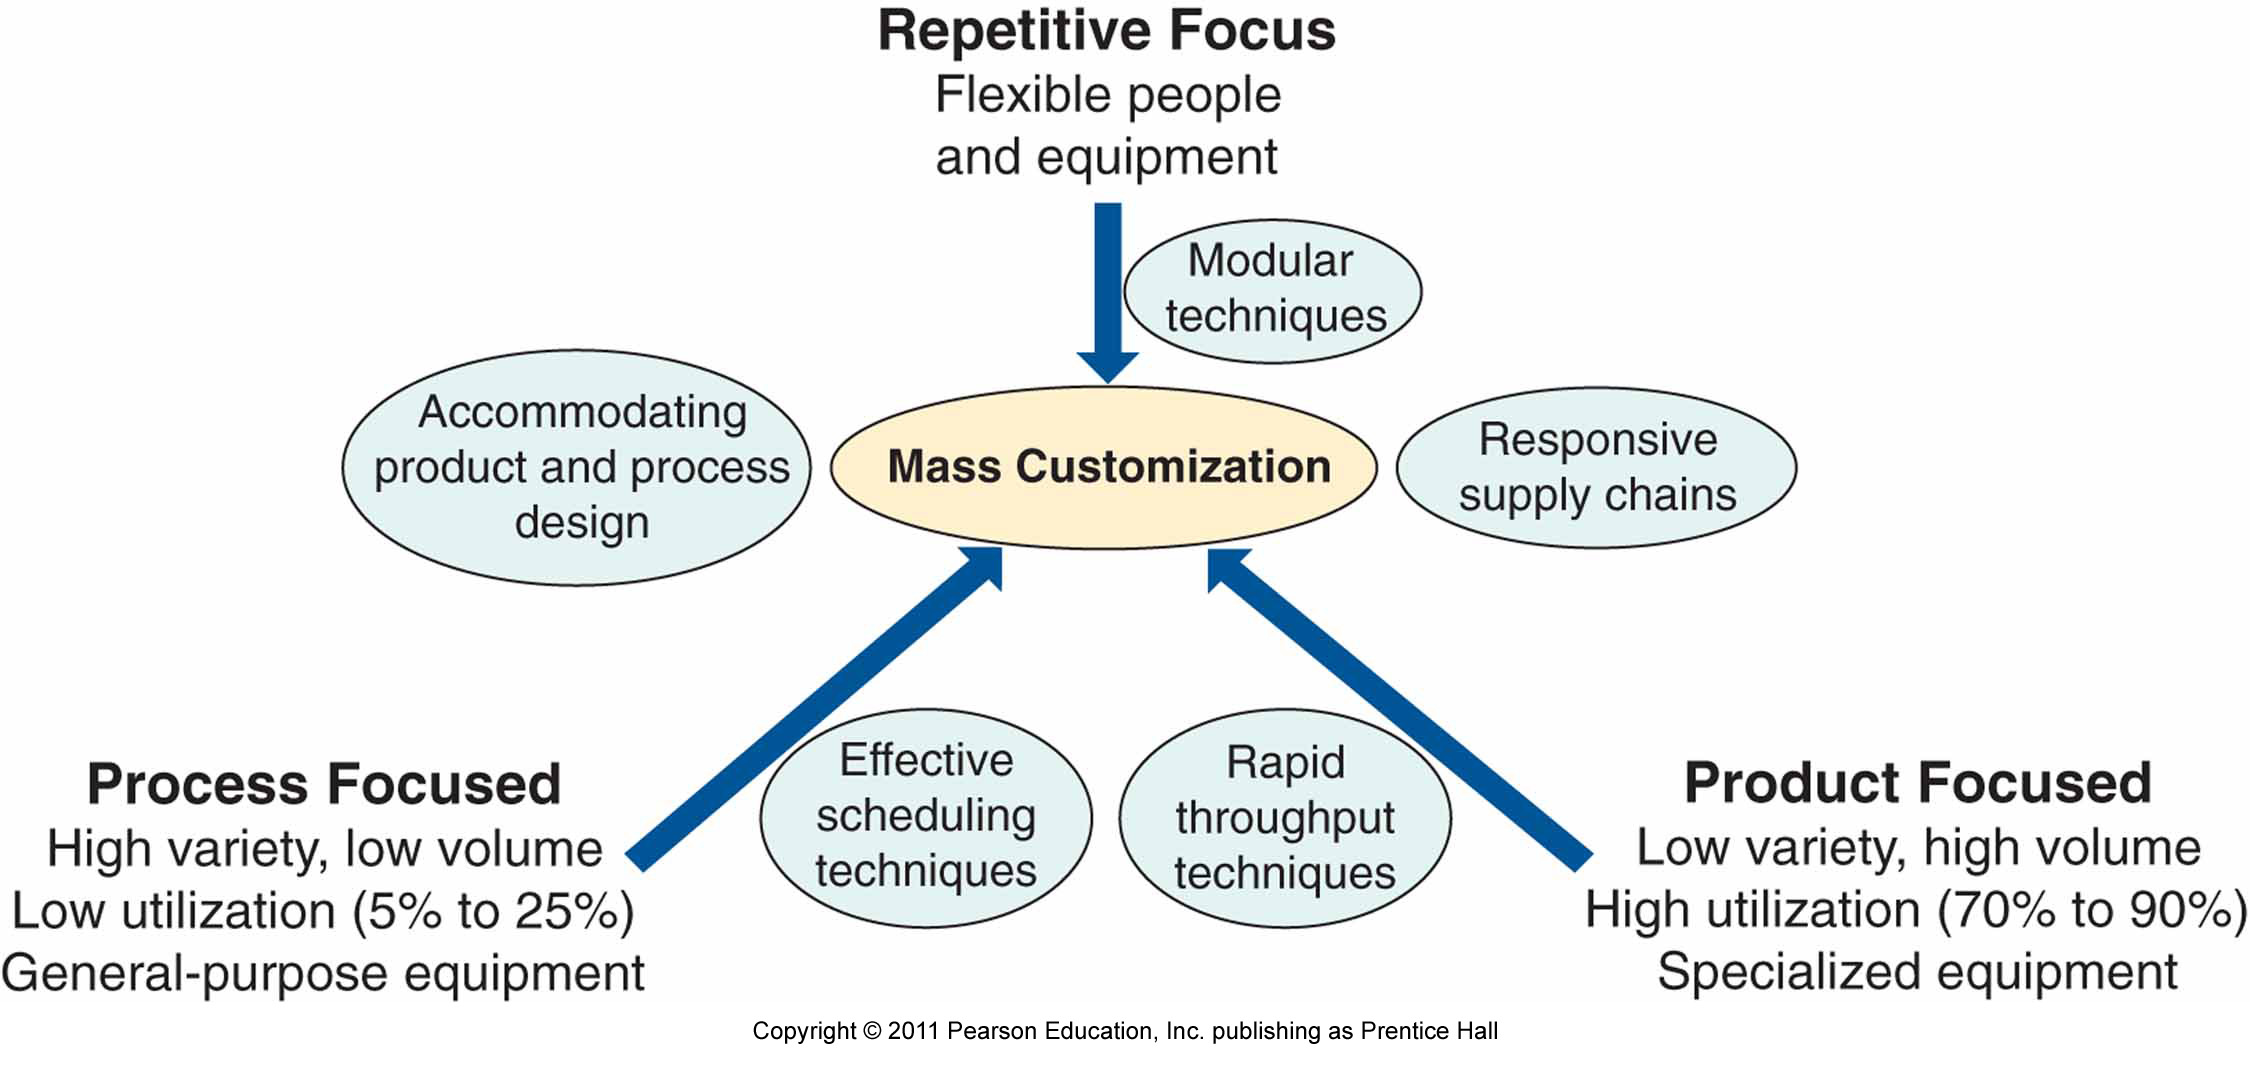 Repetitive Focus
Flexible people
and equipment
Modular
techniques
Accommodating
product and process
design
Mass Customization
Responsive
supply chains
Effective
scheduling
techniques
Rapid
throughput
techniques
Process Focused
High variety, low volume
Low utilization (5% to 25%)
General-purpose equipment
Product Focused
Low variety, high volume
High utilization (70% to 90%)
Specialized equipment
Copyright © 2011 Pearson Education, Inc. publishing as Prentice Hall